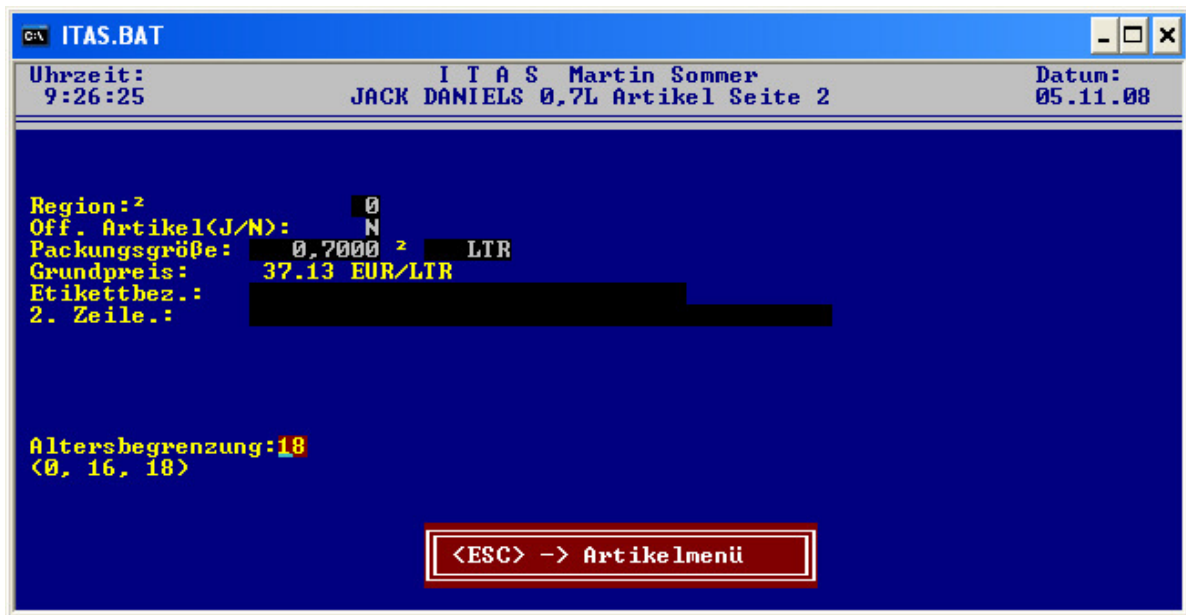 C:\ ITAS.BAT
Uhrzeit: I T A S Martin Sommer Datum:
9:26:25 JACK DANIELS 0,7L Artikel Seite 2 05.11.08
Region:² 0
Off. Artikel(J/N): N
Packungsgröße: 0,7000 ² LTR
Grundpreis: 37.13 EUR/LTR
Etikettbez.:
2. Zeile.:
Altersbegrenzung:18
(0, 16, 18)
<ESC> -> Artikelmenü